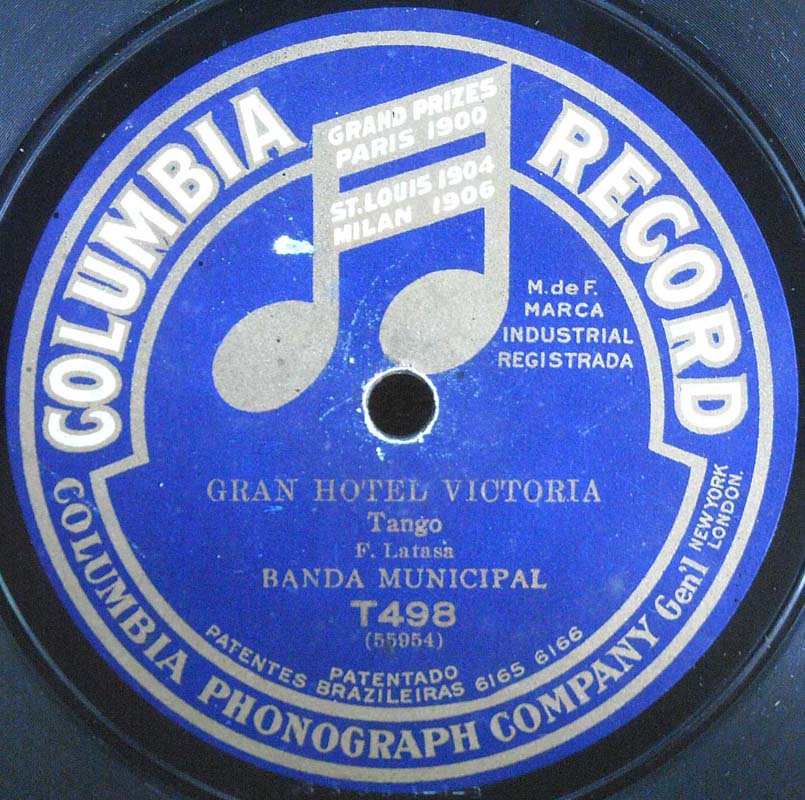 COLUMBIA RECORD
GRAND PRIZES
PARIS 1900
ST. LOUIS 1904
MILAN 1906
M. de F.
MARCA
INDUSTRIAL
REGISTRADA
GRAN HOTEL VICTORIA
Tango
F. Latasa
BANDA MUNICIPAL
T498
(55954)
PATENTADO
PATENTES BRAZILEIRAS 6165 6166
COLUMBIA PHONOGRAPH COMPANY Gen'l
NEW YORK
LONDON.